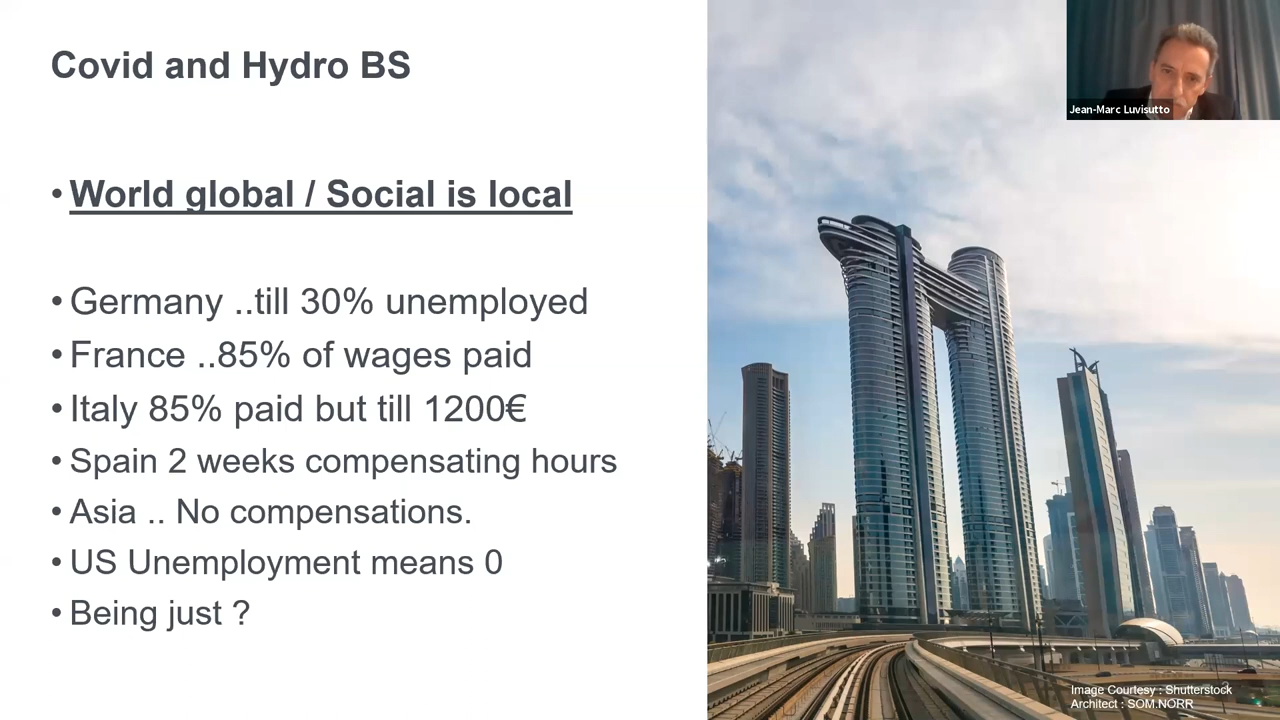 Covid and Hydro BS
Jean-Marc Luvisutto
• World global / Social is local
• Germany ..till 30% unemployed
• France ..85% of wages paid
• Italy 85% paid but till 1200€
• Spain 2 weeks compensating hours
• Asia .. No compensations.
• US Unemployment means 0
• Being just ?
Image Courtesy : Shutterstock
Architect : SOM.NORR